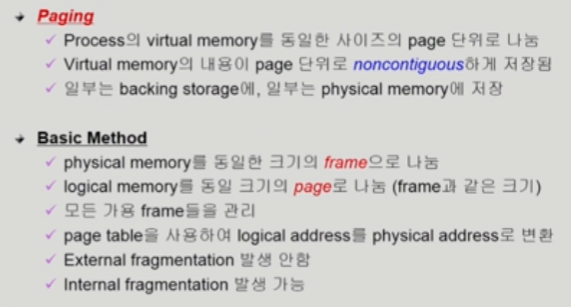 Paging
Process의 virtual memory를 동일한 사이즈의 page 단위로 나눔
Virtual memory의 내용이 page 단위로 noncontiguous하게 저장됨
일부는 backing storage에, 일부는 physical memory에 저장
Basic Method
physical memory를 동일한 크기의 frame으로 나눔
logical memory를 동일 크기의 page로 나눔 (frame과 같은 크기)
모든 가용 frame들을 관리
page table을 사용하여 logical address를 physical address로 변환
External fragmentation 발생 안함
Internal fragmentation 발생 가능